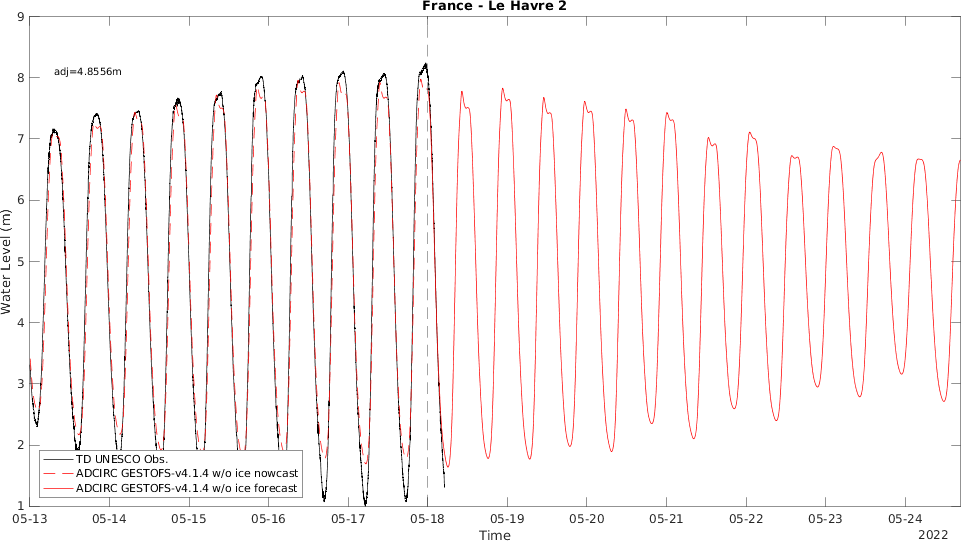 France - Le Havre 2
adj=4.8556m
Water Level (m)
9
8
7
6
5
4
3
2
1
TD UNESCO Obs.
ADCIRC GESTOFS-v4.1.4 w/o ice nowcast
ADCIRC GESTOFS-v4.1.4 w/o ice forecast
05-13 05-14 05-15 05-16 05-17 05-18 05-19 05-20 05-21 05-22 05-23 05-24
Time
2022